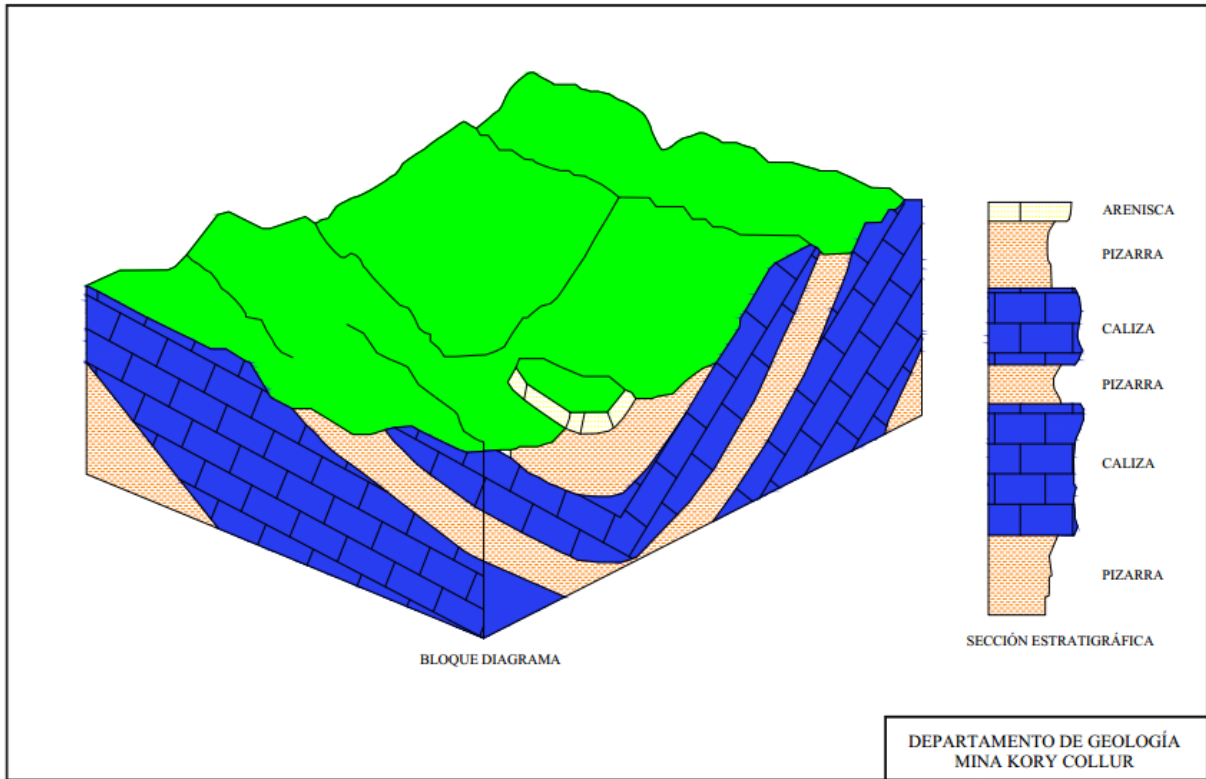 ARENISCA
PIZARRA
CALIZA
PIZARRA
CALIZA
PIZARRA
SECCIÓN ESTRATIGRÁFICA
BLOQUE DIAGRAMA
DEPARTAMENTO DE GEOLOGÍA
MINA KORY COLLUR